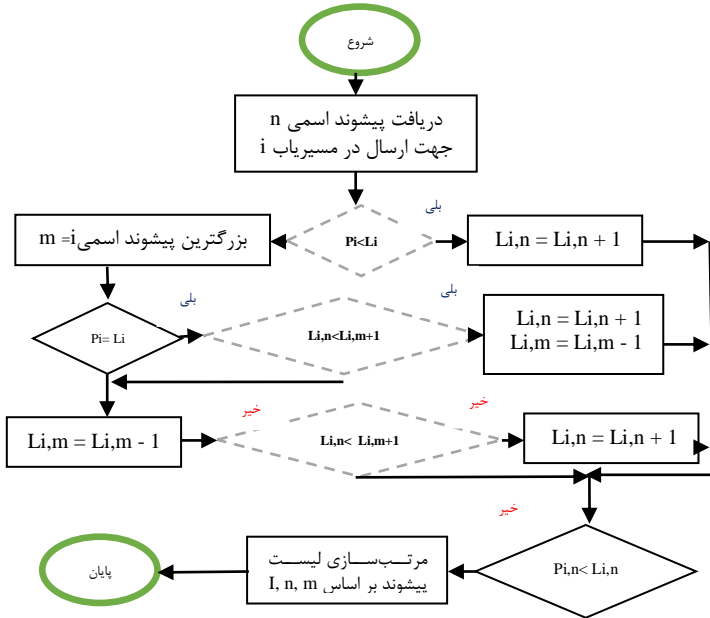 شروع
دریافت پیشوند اسمی n
جهت ارسال در مسیریاب i
بلی
Pi<Li
Li,n = Li,n + 1
بزرگترین پیشوند اسمی m =i
بلی
بلی
Pi= Li
Li,n<Li,m+1
Li,n = Li,n + 1
Li,m = Li,m - 1
خیر
خیر
Li,m = Li,m - 1
Li,n< Li,m+1
Li,n = Li,n + 1
خیر
Pi,n< Li,n
مرتب‌سازی لیست
پیشوند بر اساس I, n, m
پایان